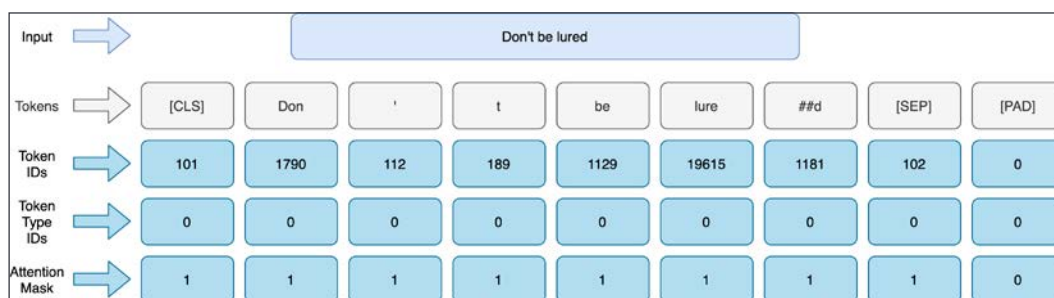 Input Don't be lured
Tokens [CLS] Don ' t be lure ##d [SEP] [PAD]
Token IDs 101 1790 112 189 1129 19615 1181 102 0
Token Type IDs 0 0 0 0 0 0 0 0 0
Attention Mask 1 1 1 1 1 1 1 1 0